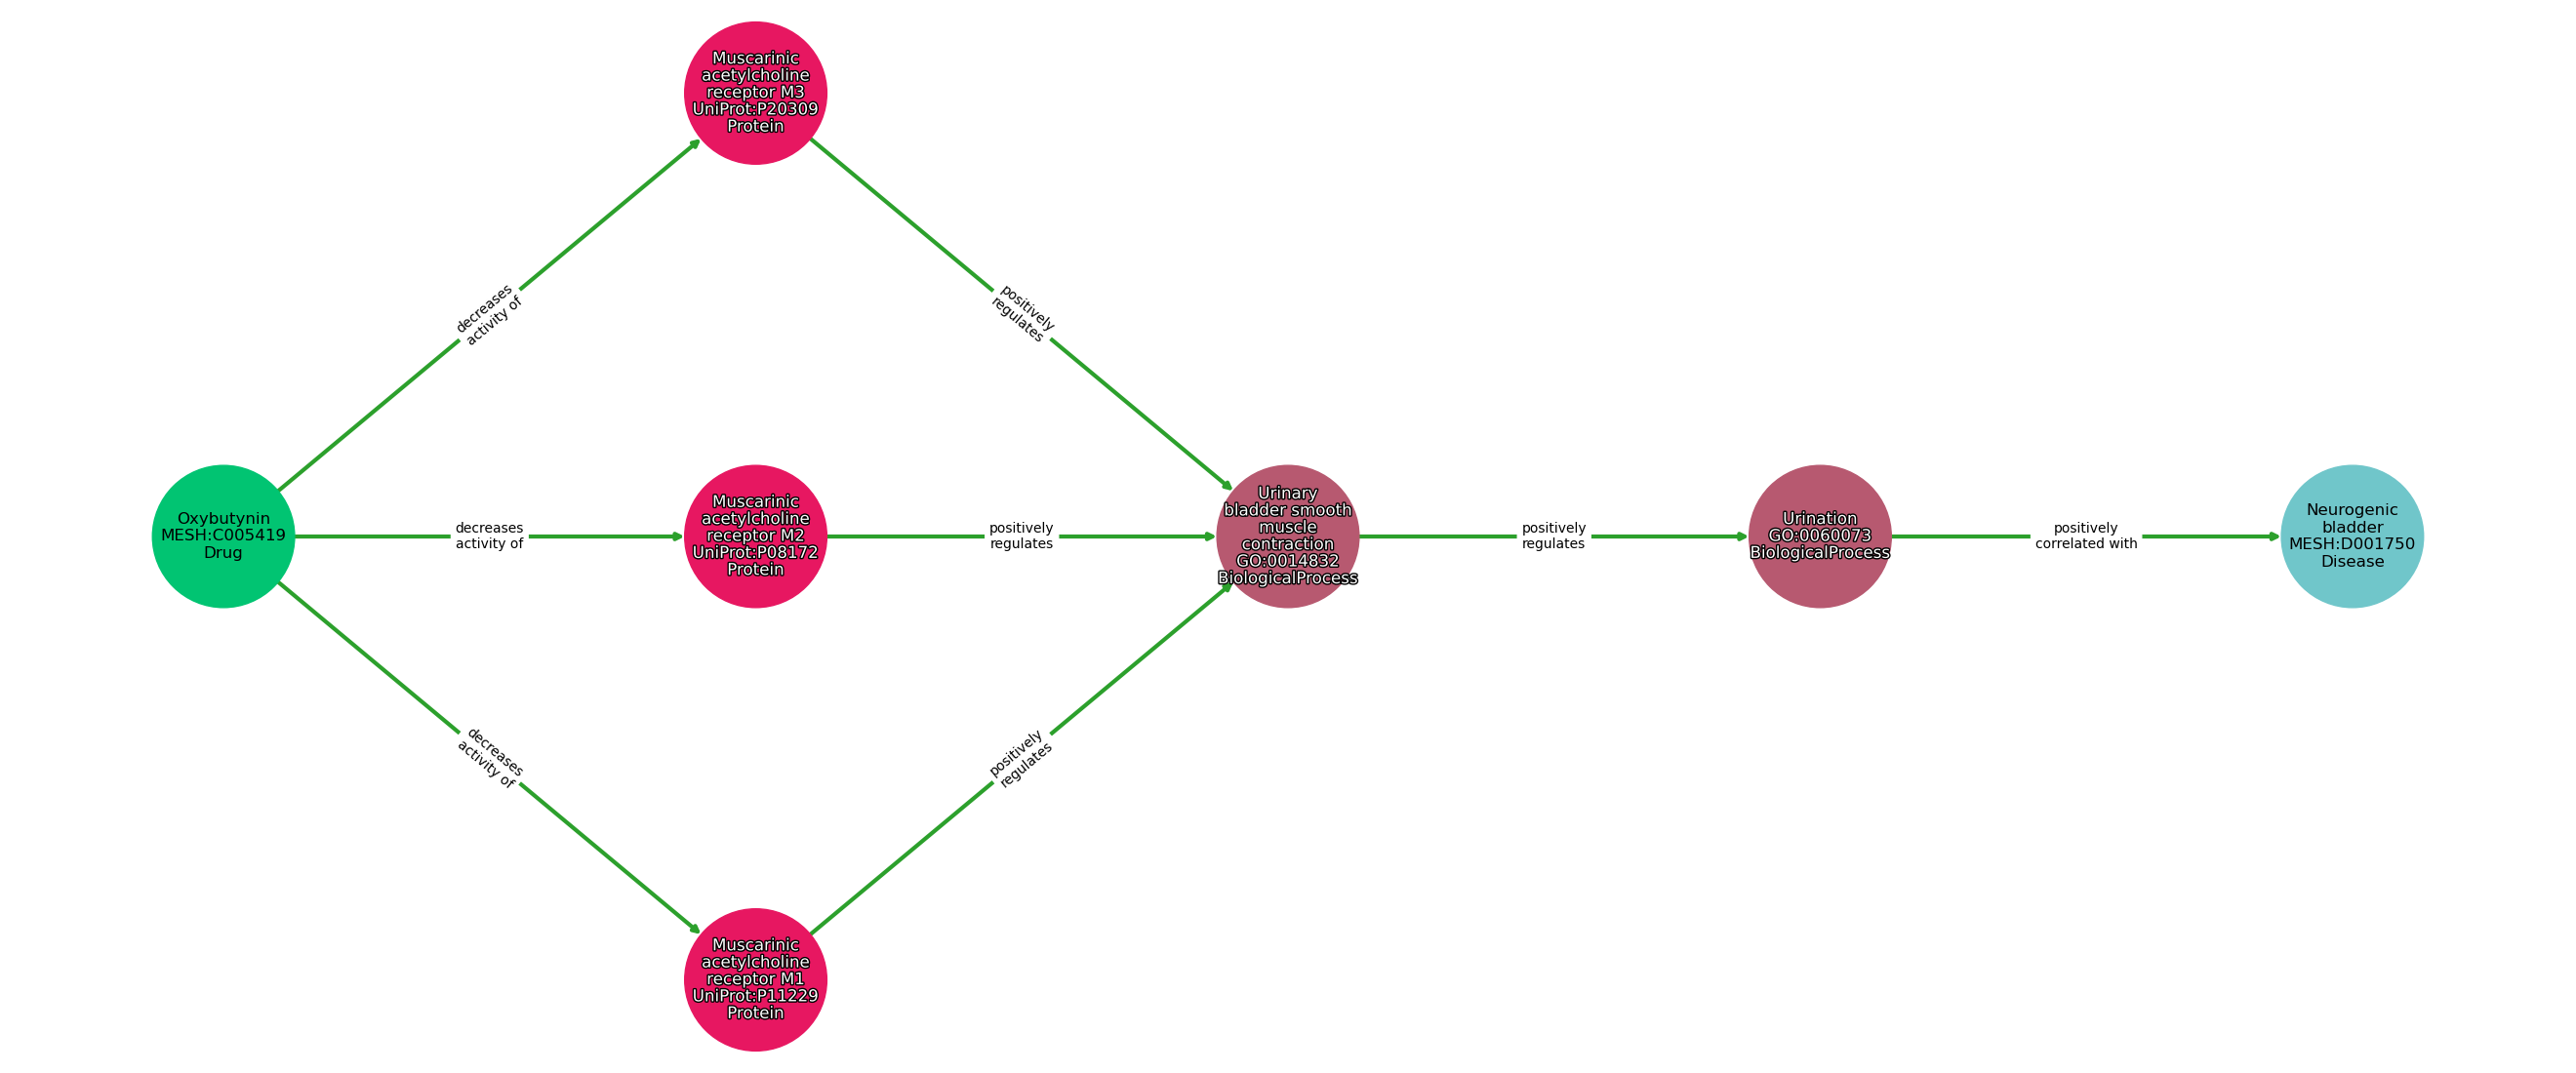 Muscarinic
acetylcholine
receptor M3
UniProt:P20309
Protein
decreases
activity of
positively
regulates
Oxybutynin
MESH:C005419
Drug
decreases
activity of
Muscarinic
acetylcholine
receptor M2
UniProt:P08172
Protein
positively
regulates
Urinary
bladder smooth
muscle
contraction
GO:0014832
BiologicalProcess
positively
regulates
Urination
GO:0060073
BiologicalProcess
positively
correlated with
Neurogenic
bladder
MESH:D001750
Disease
decreases
activity of
positively
regulates
Muscarinic
acetylcholine
receptor M1
UniProt:P11229
Protein